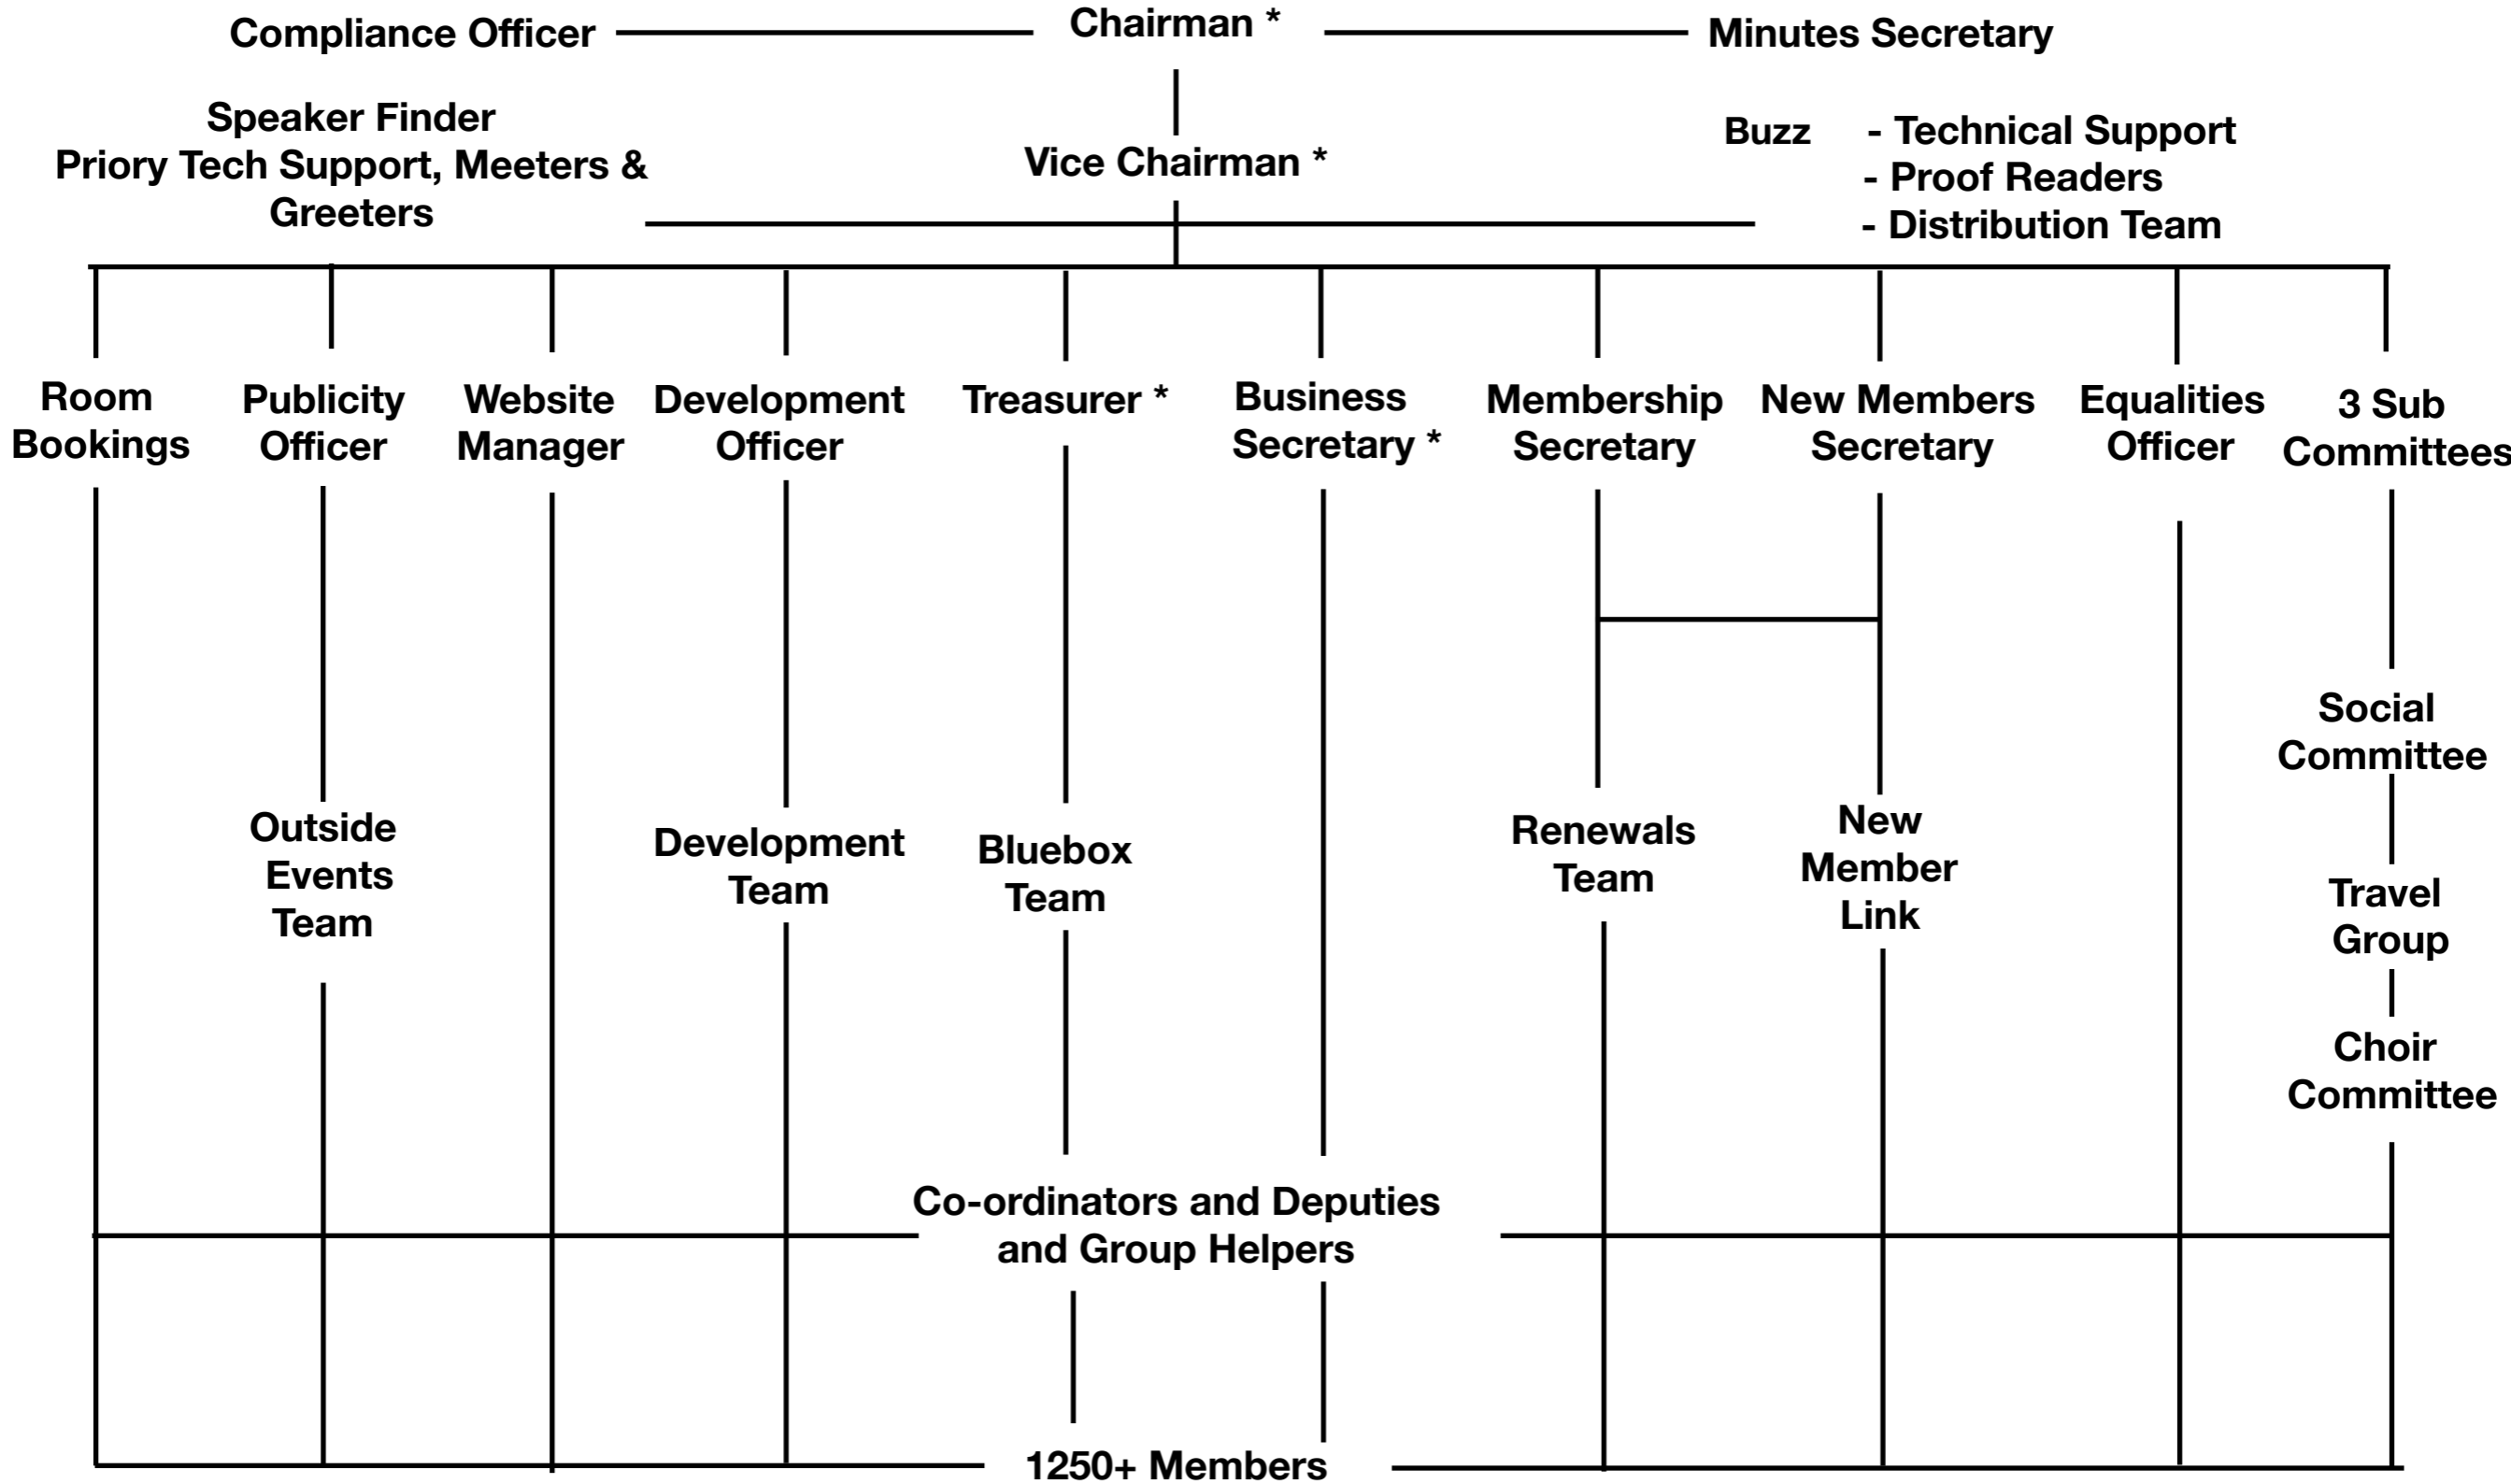 Compliance Officer
Chairman *
Minutes Secretary
Speaker Finder
Priory Tech Support, Meeters &
Greeters
Vice Chairman *
Buzz - Technical Support
- Proof Readers
- Distribution Team
Room
Bookings
Publicity
Officer
Website
Manager
Development
Officer
Treasurer *
Business
Secretary *
Membership
Secretary
New Members
Secretary
Equalities
Officer
3 Sub
Committees
Outside
Events
Team
Development
Team
Bluebox
Team
Renewals
Team
New
Member
Link
Social
Committee
Travel
Group
Choir
Committee
Co-ordinators and Deputies
and Group Helpers
1250+ Members